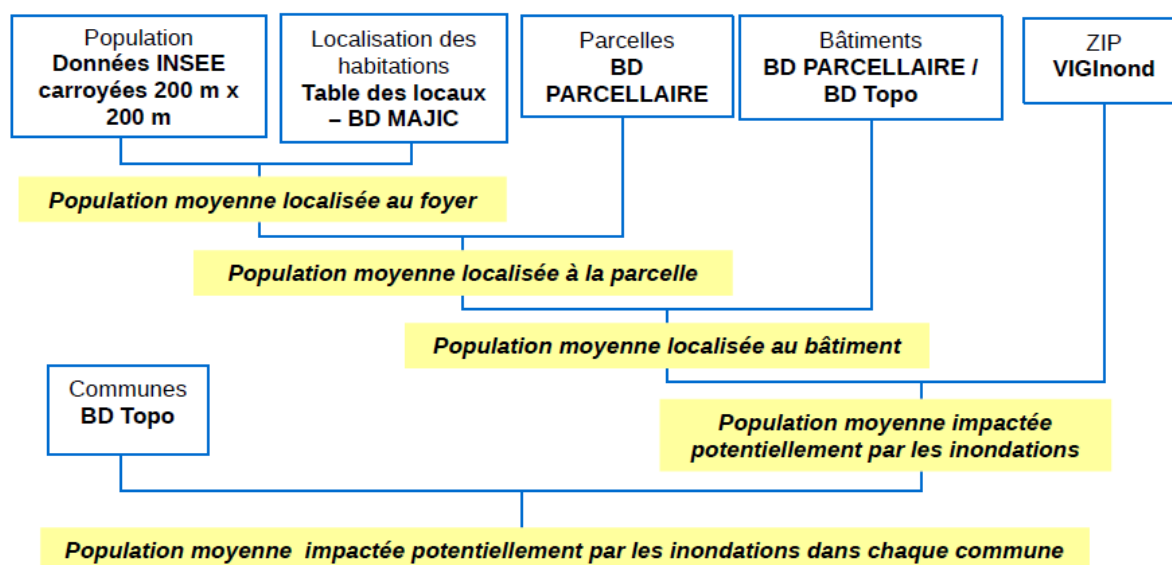 Population
Données INSEE
carroyées 200 m x
200 m
Localisation des
habitations
Table des locaux
– BD MAJIC
Parcelles
BD
PARCELLAIRE
Bâtiments
BD PARCELLAIRE /
BD Topo
ZIP
VIGInond
Population moyenne localisée au foyer
Population moyenne localisée à la parcelle
Population moyenne localisée au bâtiment
Communes
BD Topo
Population moyenne impactée
potentiellement par les inondations
Population moyenne impactée potentiellement par les inondations dans chaque commune